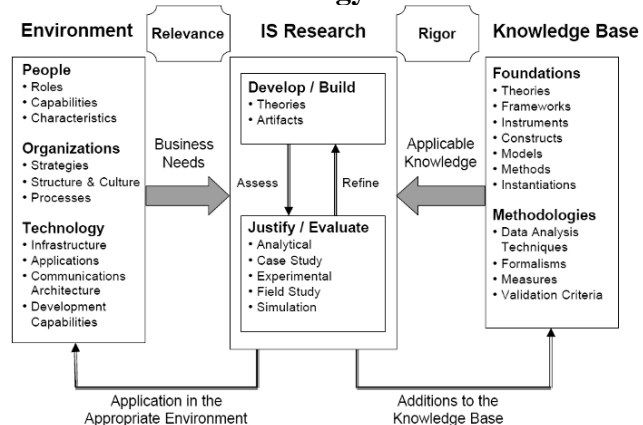 Environment
Relevance
IS Research
Rigor
Knowledge Base
People
• Roles
• Capabilities
• Characteristics
Organizations
• Strategies
• Structure & Culture
• Processes
Technology
• Infrastructure
• Applications
• Communications
Architecture
• Development
Capabilities
Business
Needs
Develop / Build
• Theories
• Artifacts
Assess
Refine
Justify / Evaluate
• Analytical
• Case Study
• Experimental
• Field Study
• Simulation
Applicable
Knowledge
Foundations
• Theories
• Frameworks
• Instruments
• Constructs
• Models
• Methods
• Instantiations
Methodologies
• Data Analysis
Techniques
• Formalisms
• Measures
• Validation Criteria
Application in the
Appropriate Environment
Additions to the
Knowledge Base